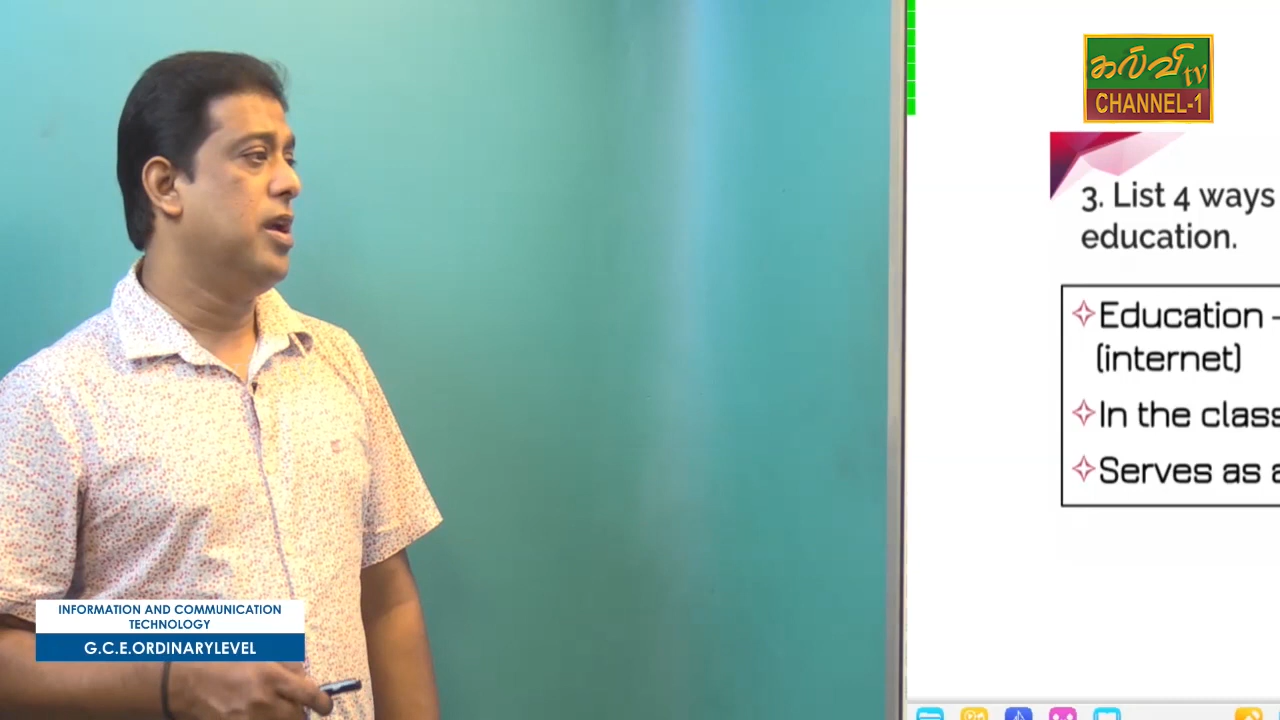 கல்வி tv
CHANNEL-1
3. List 4 ways
education.
Education -
(internet)
In the class
Serves as a
INFORMATION AND COMMUNICATION
TECHNOLOGY
G.C.E.ORDINARYLEVEL